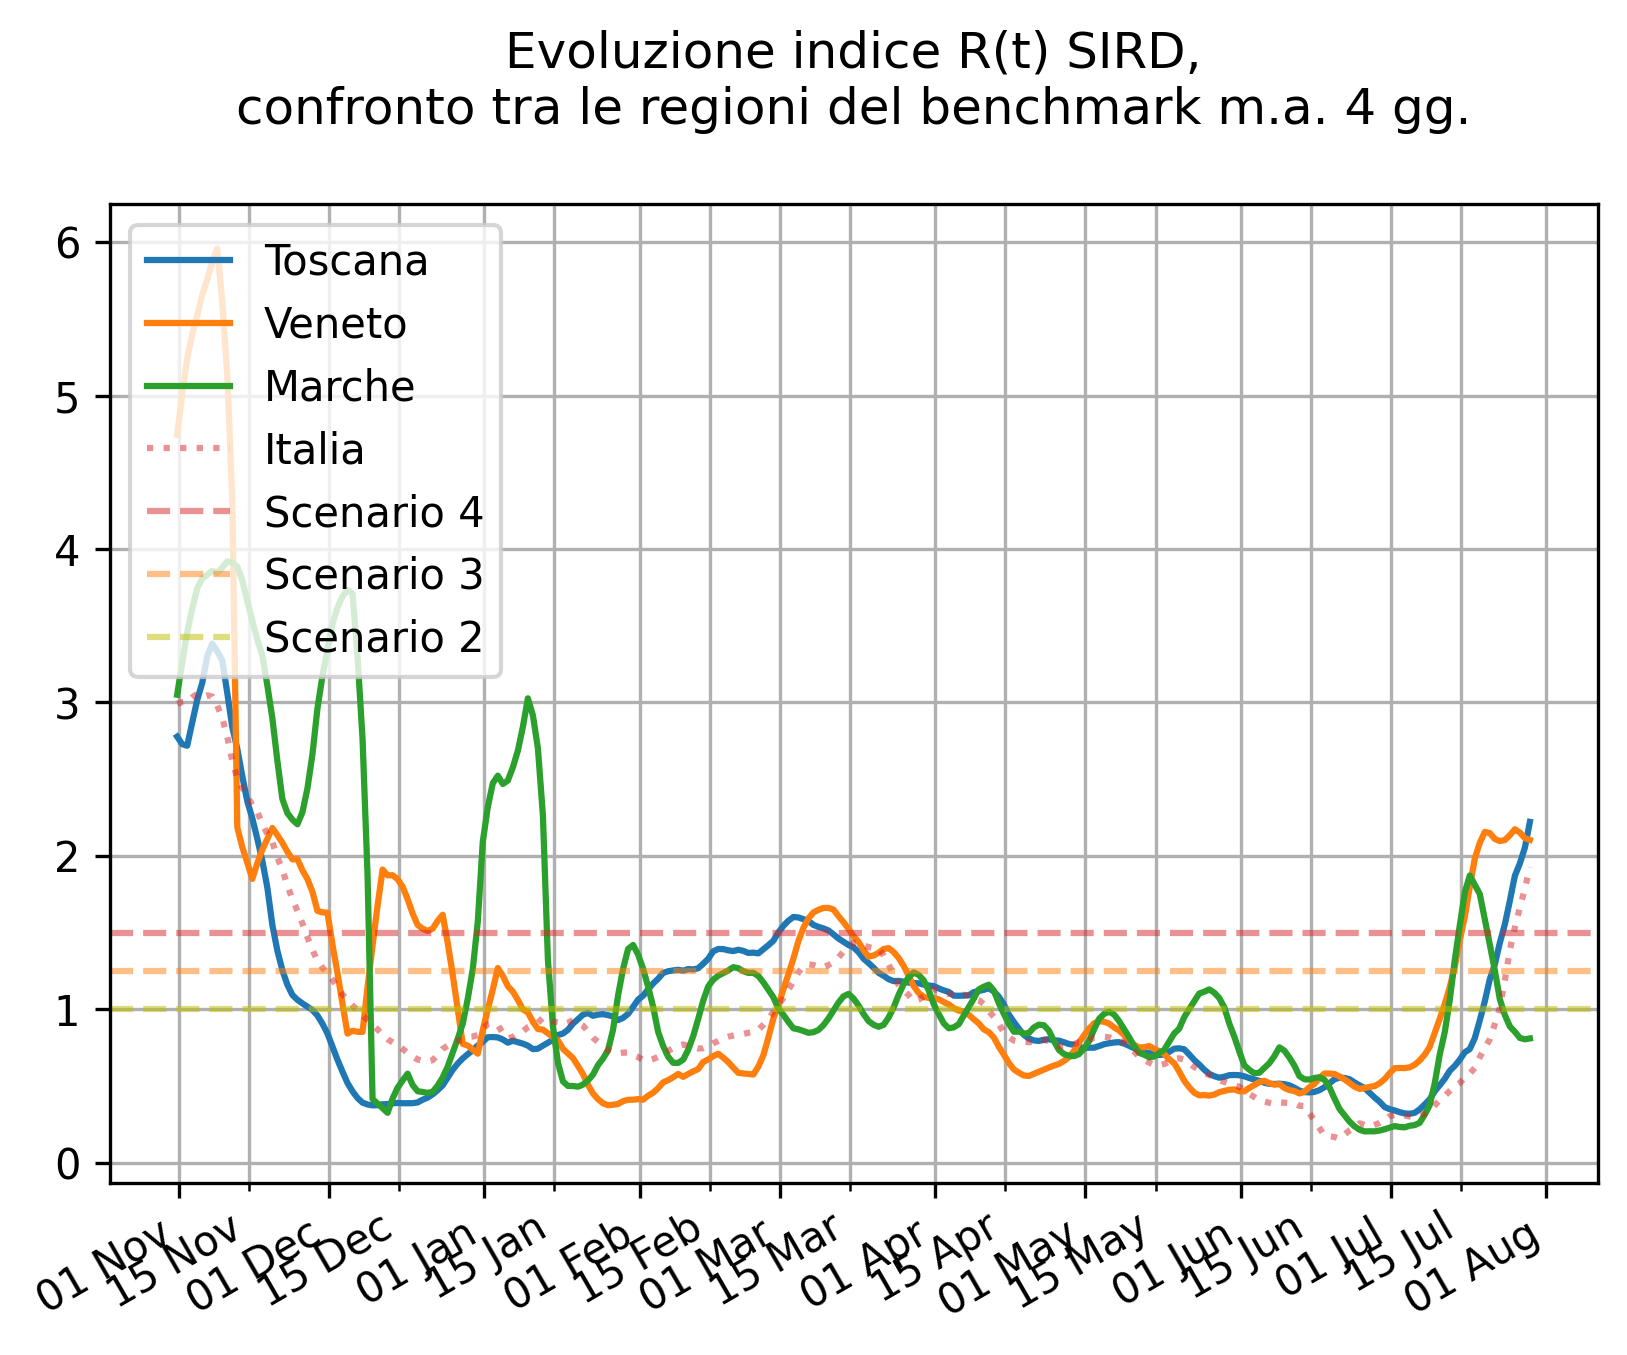 Evoluzione indice R(t) SIRD,
confronto tra le regioni del benchmark m.a. 4 gg.
6
5
4
3
2
1
0
Toscana
Veneto
Marche
Italia
Scenario 4
Scenario 3
Scenario 2
01 Nov
15 Nov
01 Dec
15 Dec
01 Jan
15 Jan
01 Feb
15 Feb
01 Mar
15 Mar
01 Apr
15 Apr
01 May
15 May
01 Jun
15 Jun
01 Jul
15 Jul
01 Aug